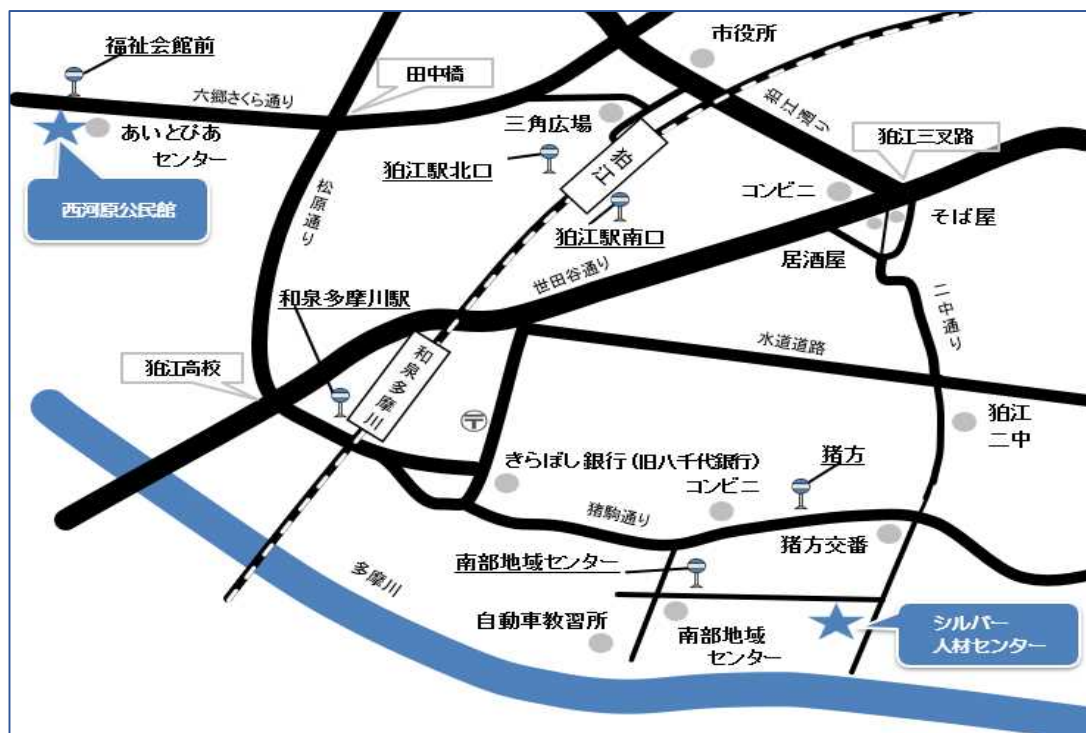 福祉会館前
市役所
田中橋
六郷さくら通り
狛江通り
三角広場
あいとぴあ
センター
狛江三叉路
狛江駅北口
狛江
コンビニ
西河原公民館
松原通り
そば屋
狛江駅南口
居酒屋
世田谷通り
和泉多摩川駅
二中通り
水道道路
狛江高校
和泉多摩川
〒
狛江
二中
きらぼし銀行(旧八千代銀行)
コンビニ
猪方
猪駒通り
猪方交番
南部地域センター
多摩川
自動車教習所
南部地域
センター
シルバー
人材センター